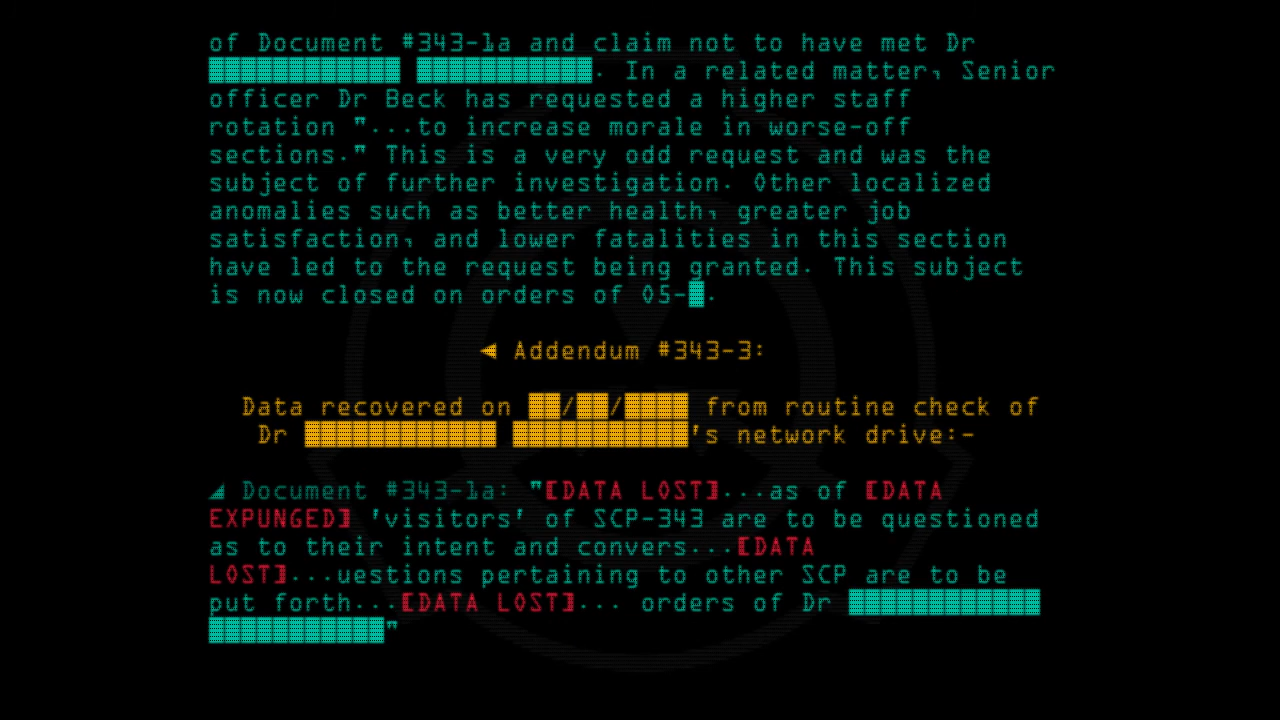 of Document #343-1a and claim not to have met Dr
████████████ ███████████. In a related matter, Senior
officer Dr Beck has requested a higher staff
rotation "...to increase morale in worse-off
sections." This is a very odd request and was the
subject of further investigation. Other localized
anomalies such as better health, greater job
satisfaction, and lower fatalities in this section
have led to the request being granted. This subject
is now closed on orders of O5-█.
◄ Addendum #343-3:
Data recovered on ██/██/████ from routine check of
Dr ████████████ ███████████'s network drive:-
◢ Document #343-1a: "[DATA LOST]...as of [DATA
EXPUNGED] 'visitors' of SCP-343 are to be questioned
as to their intent and convers...[DATA
LOST]...uestions pertaining to other SCP are to be
put forth...[DATA LOST]... orders of Dr ████████████
███████████"